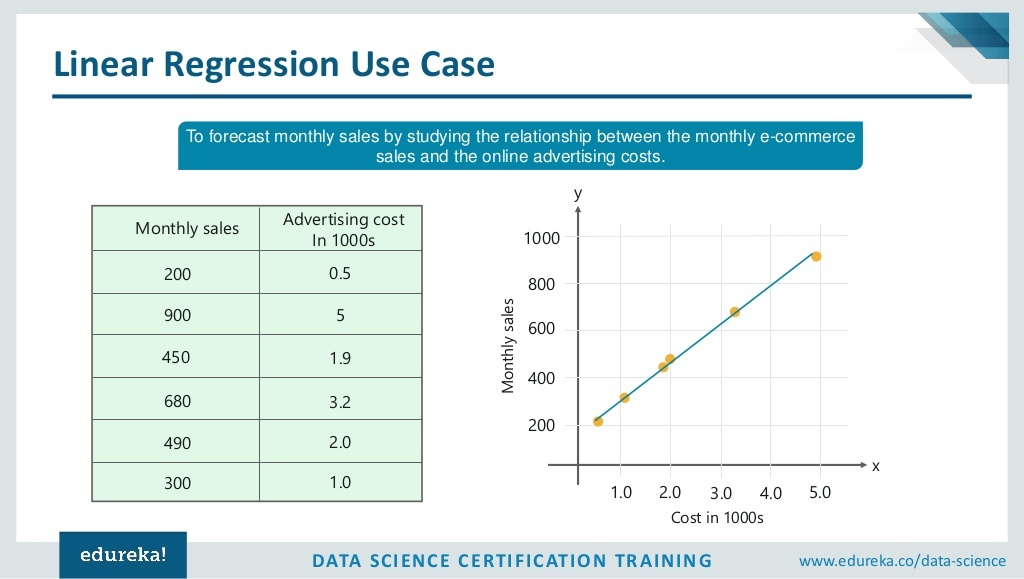 Linear Regression Use Case
To forecast monthly sales by studying the relationship between the monthly e-commerce
sales and the online advertising costs.
Monthly sales
Advertising cost
In 1000s
200 0.5
900 5
450 1.9
680 3.2
490 2.0
300 1.0
y
1000
800
600
400
200
Monthly sales
x
1.0 2.0 3.0 4.0 5.0
Cost in 1000s
edureka!
DATA SCIENCE CERTIFICATION TRAINING
www.edureka.co/data-science